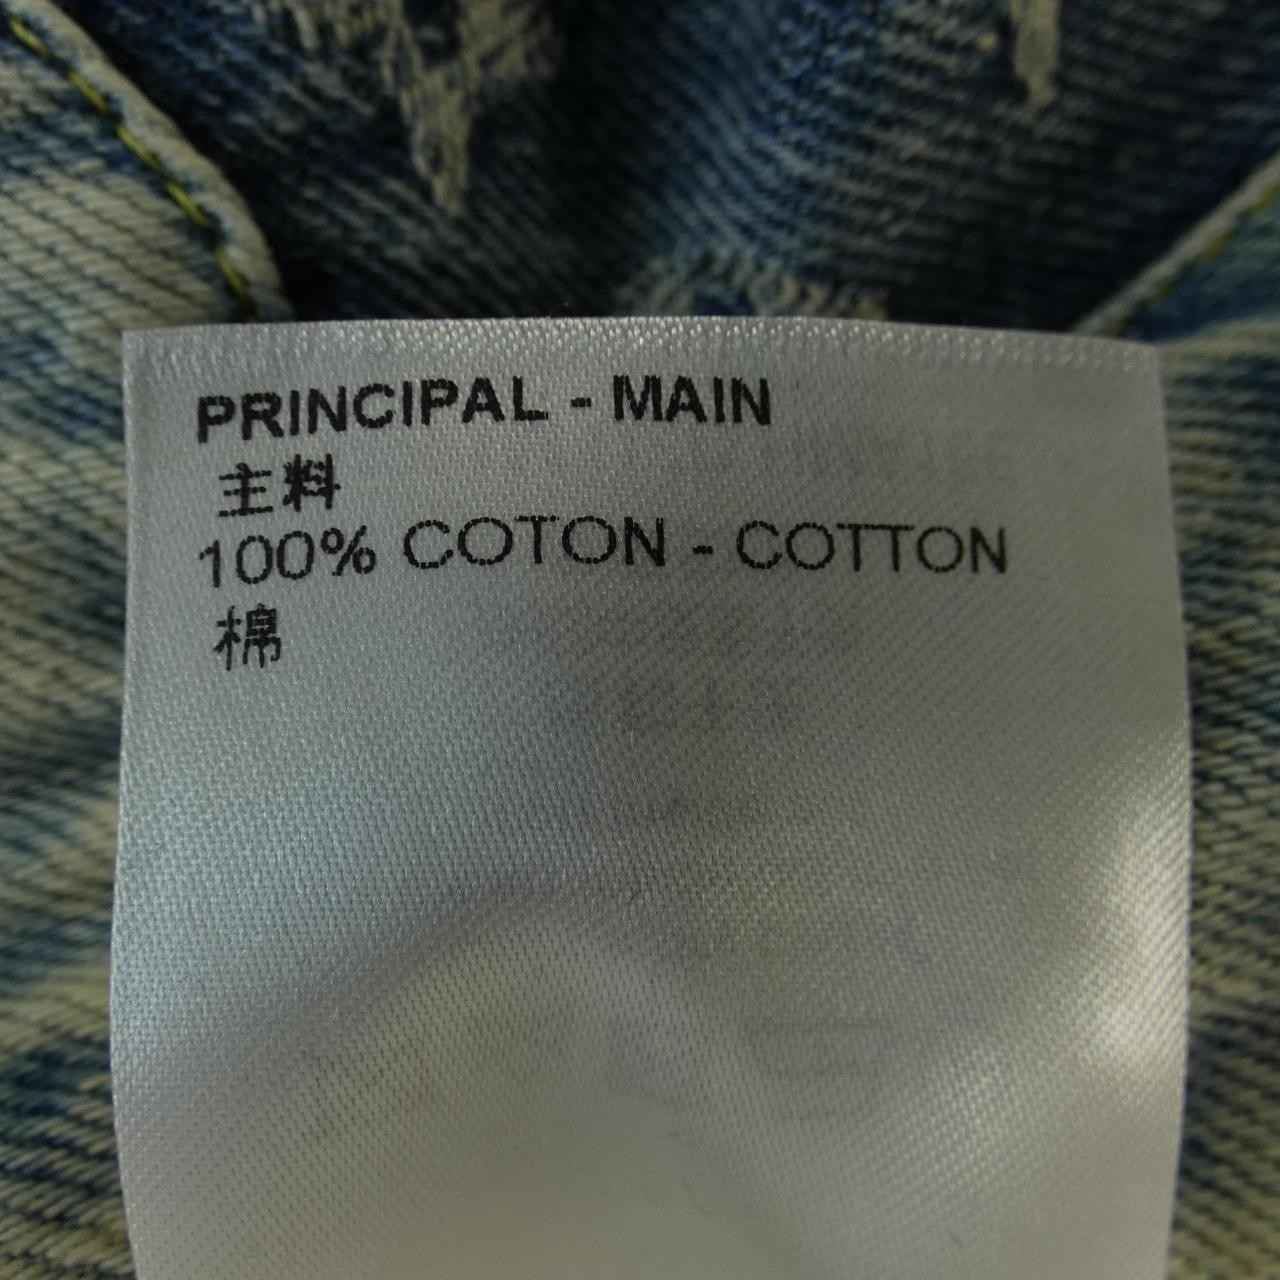 PRINCIPAL - MAIN
主料
100% COTON - COTTON
棉